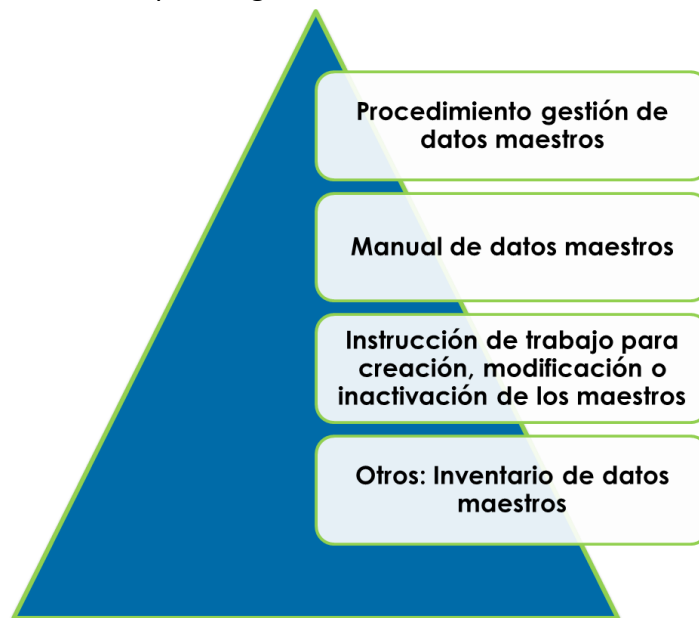 Procedimiento gestión de
datos maestros
Manual de datos maestros
Instrucción de trabajo para
creación, modificación o
inactivación de los maestros
Otros: Inventario de datos
maestros